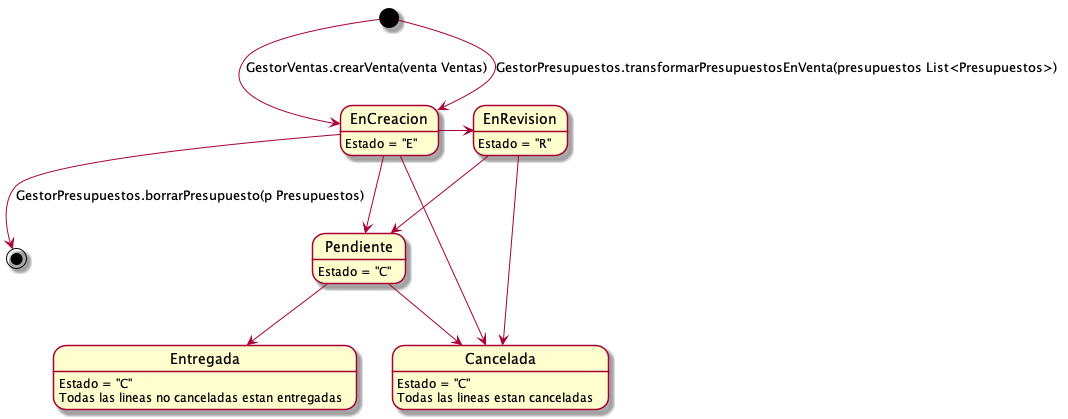 GestorVentas.crearVenta(venta Ventas)
GestorPresupuestos.transformarPresupuestosEnVenta(presupuestos List<Presupuestos>)
EnCreacion
Estado = "E"
EnRevision
Estado = "R"
GestorPresupuestos.borrarPresupuesto(p Presupuestos)
Pendiente
Estado = "C"
Entregada
Estado = "C"
Todas las lineas no canceladas estan entregadas
Cancelada
Estado = "C"
Todas las lineas estan canceladas